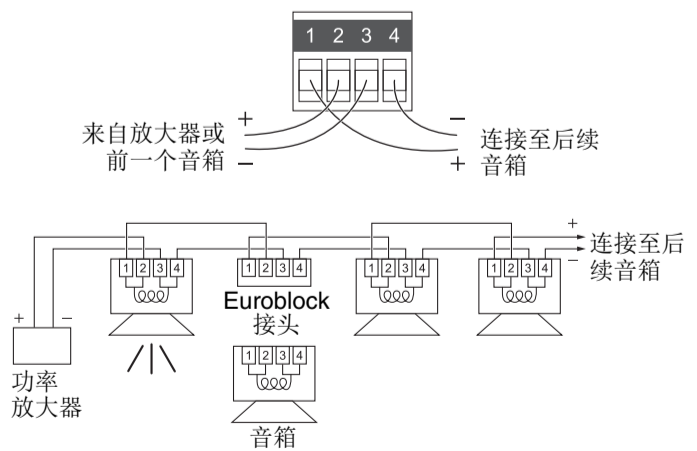 1 2 3 4
+
−
来自放大器或
前一个音箱
连接至后续
音箱
−
+
+
−
连接至后
续音箱
1 2 3 4
1 2 3 4
1 2 3 4
1 2 3 4
Euroblock
接头
+ −
功率
放大器
1 2 3 4
音箱